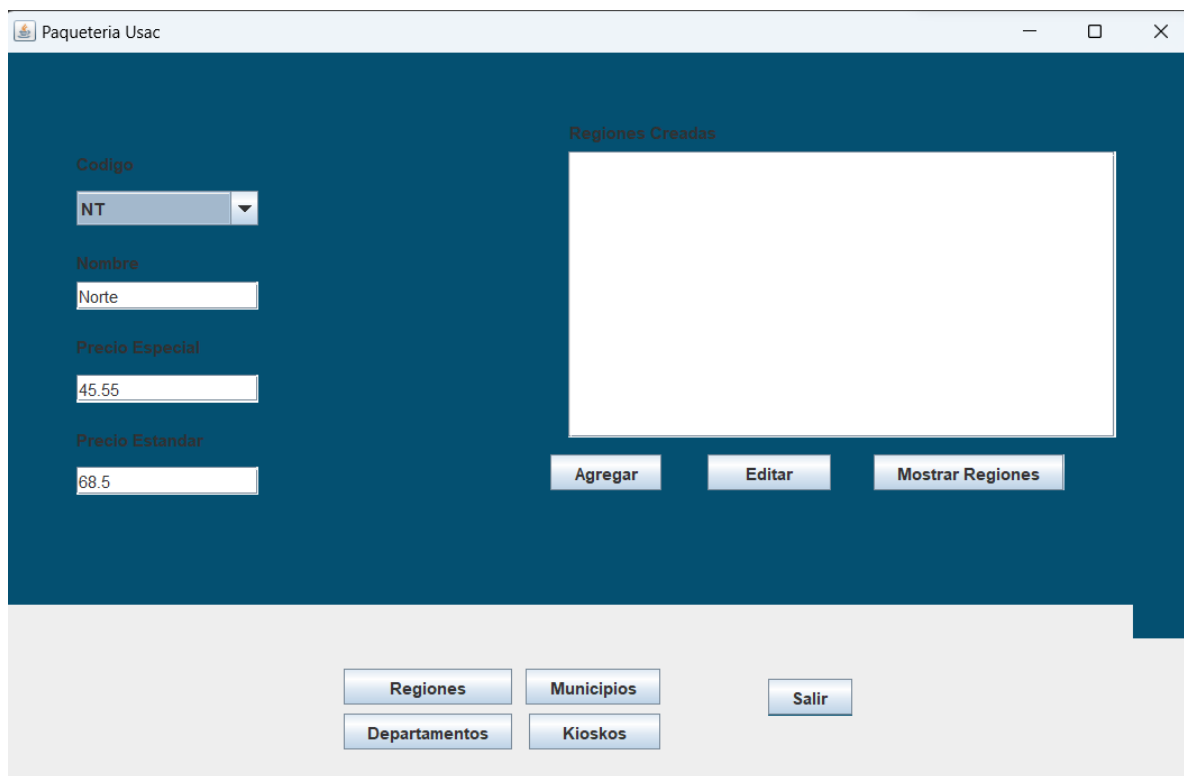 Paqueteria Usac
Codigo
NT
Nombre
Norte
Precio Especial
45.55
Precio Estandar
68.5
Regiones Creadas
Agregar Editar Mostrar Regiones
Regiones Municipios
Salir
Departamentos Kioskos